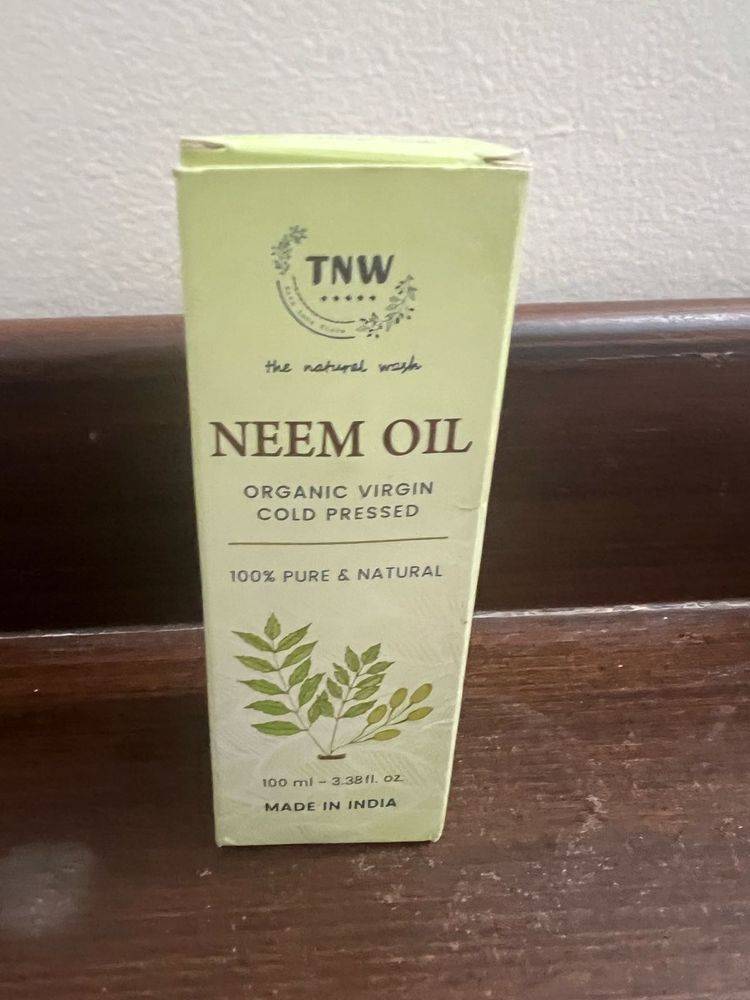 TNW
the natural wash
NEEM OIL
ORGANIC VIRGIN
COLD PRESSED
100% PURE & NATURAL
100 ml – 3.38fl. oz.
MADE IN INDIA